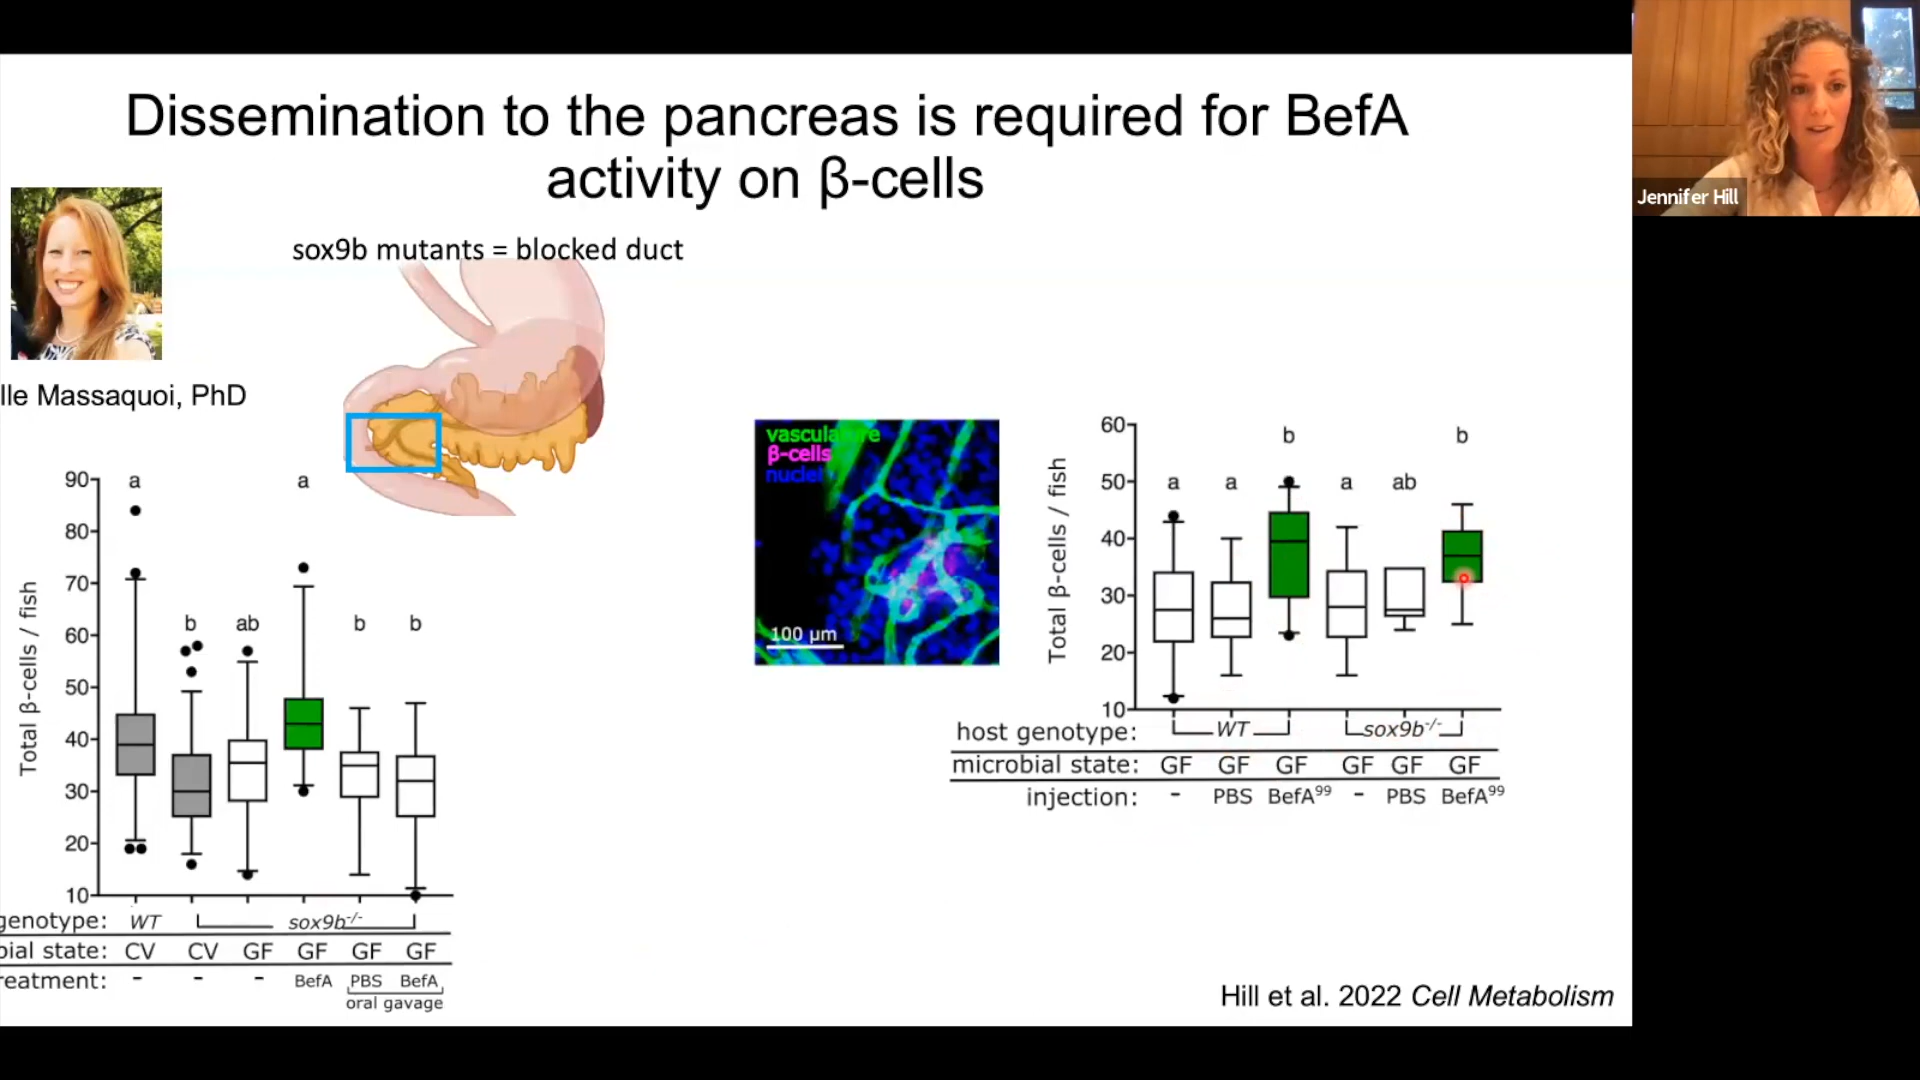 Dissemination to the pancreas is required for BefA
activity on β-cells
Jennifer Hill
sox9b mutants = blocked duct
lle Massaquoi, PhD
90
80
70
60
50
40
30
20
10
Total β-cells / fish
a
b
ab
a
b
b
genotype: WT sox9b-/-
bial state: CV CV GF GF GF GF
reatment: - - - BefA PBS BefA
oral gavage
vasculature
β-cells
nuclei
100 µm
60
50
40
30
20
10
Total β-cells / fish
a
a
b
a
ab
b
host genotype: WT sox9b-/-
microbial state: GF GF GF GF GF GF
injection: - PBS BefA99 - PBS BefA99
Hill et al. 2022 Cell Metabolism